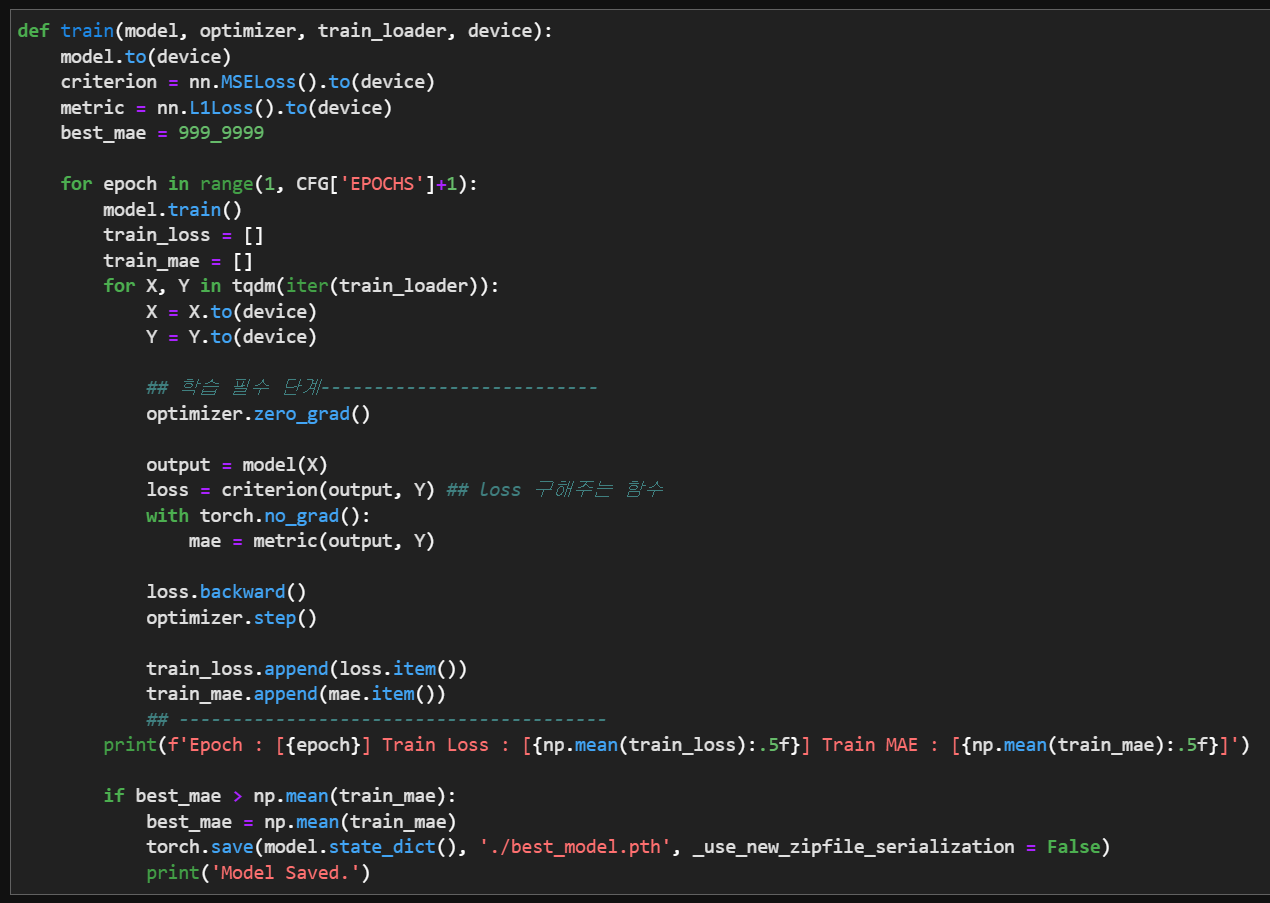 def train(model, optimizer, train_loader, device):
    model.to(device)
    criterion = nn.MSELoss().to(device)
    metric = nn.L1Loss().to(device)
    best_mae = 999_9999
    for epoch in range(1, CFG['EPOCHS']+1):
        model.train()
        train_loss = []
        train_mae = []
        for X, Y in tqdm(iter(train_loader)):
            X = X.to(device)
            Y = Y.to(device)
            ## 학습 필수 단계--------------------------
            optimizer.zero_grad()
            output = model(X)
            loss = criterion(output, Y) ## loss 구해주는 함수
            with torch.no_grad():
                mae = metric(output, Y)
            loss.backward()
            optimizer.step()
            train_loss.append(loss.item())
            train_mae.append(mae.item())
            ## ----------------------------------------
        print(f'Epoch : [{epoch}] Train Loss : [{np.mean(train_loss):.5f}] Train MAE : [{np.mean(train_mae):.5f}]')
        if best_mae > np.mean(train_mae):
            best_mae = np.mean(train_mae)
            torch.save(model.state_dict(), './best_model.pth', _use_new_zipfile_serialization = False)
            print('Model Saved.')